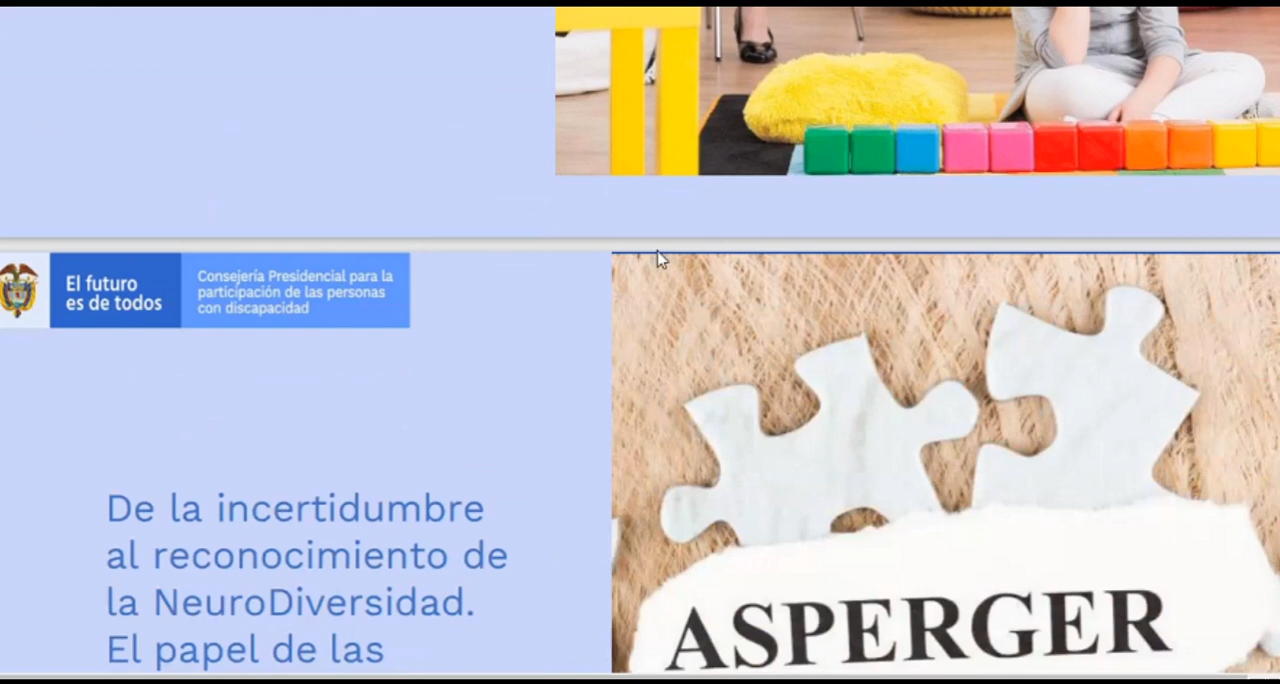 El futuro
es de todos
Consejería Presidencial para la
participación de las personas
con discapacidad
De la incertidumbre
al reconocimiento de
la NeuroDiversidad.
El papel de las
ASPERGER